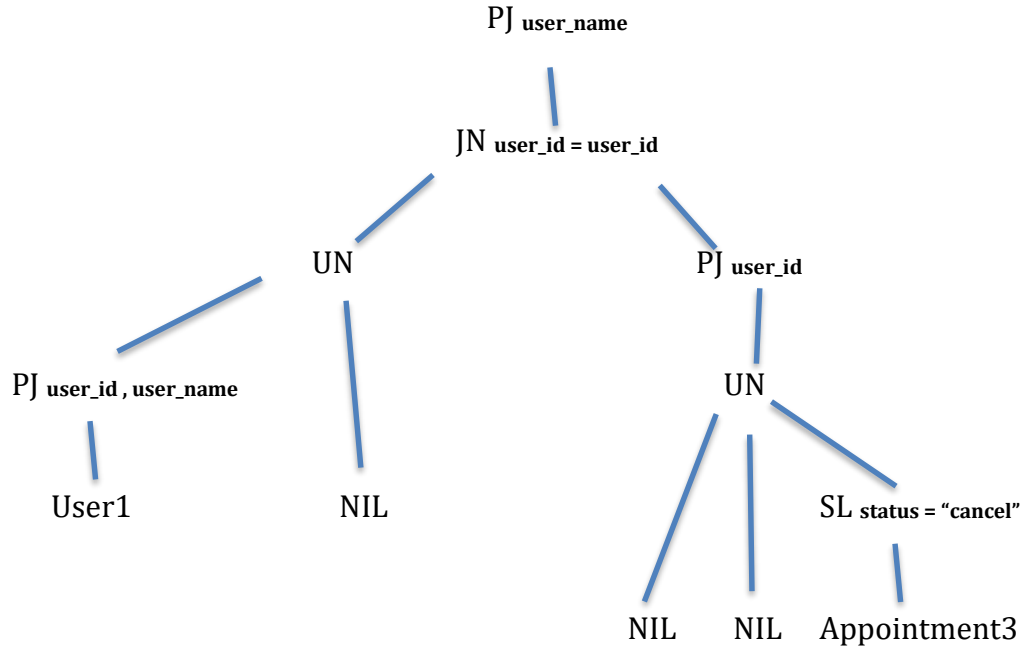 PJ user_name
JN user_id = user_id
UN
PJ user_id
PJ user_id , user_name
UN
User1
NIL
SL status = “cancel”
NIL
NIL
Appointment3